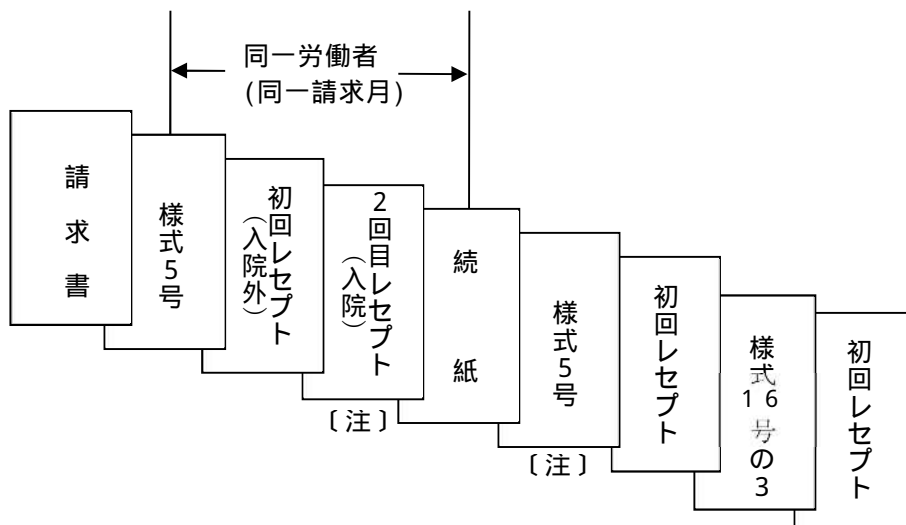 同一労働者
(同一請求月)
請求書
様式5号
初回レセプト
(入院外)
2回目レセプト
(入院)
〔注〕
続紙
様式5号
〔注〕
初回レセプト
様式16号の3
初回レセプト